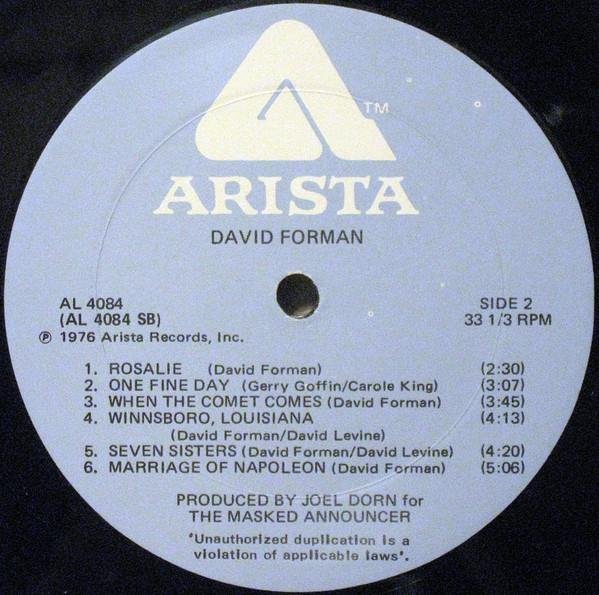 TM
ARISTA
DAVID FORMAN
AL 4084 SIDE 2
(AL 4084 SB) 33 1/3 RPM
℗ 1976 Arista Records, Inc.
1. ROSALIE (David Forman) (2:30)
2. ONE FINE DAY (Gerry Goffin/Carole King) (3:07)
3. WHEN THE COMET COMES (David Forman) (3:45)
4. WINNSBORO, LOUISIANA (4:13)
(David Forman/David Levine)
5. SEVEN SISTERS (David Forman/David Levine) (4:20)
6. MARRIAGE OF NAPOLEON (David Forman) (5:06)
PRODUCED BY JOEL DORN for
THE MASKED ANNOUNCER
'Unauthorized duplication is a
violation of applicable laws'.